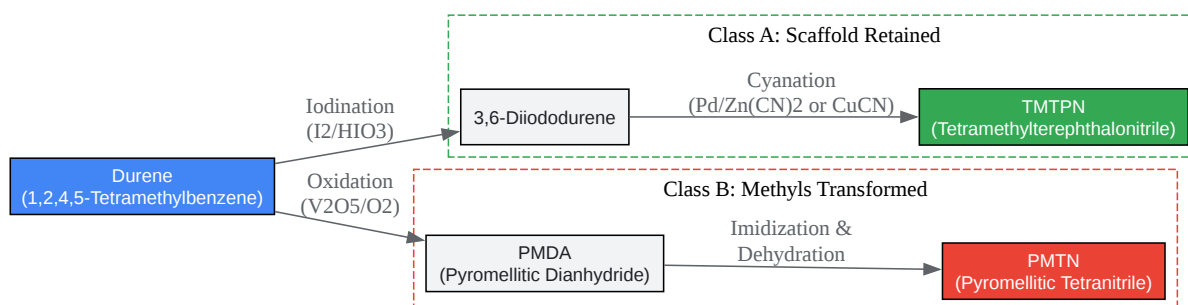 Class A: Scaffold Retained
Iodination
(I2/HIO3)
3,6-Diiododurene
Cyanation
(Pd/Zn(CN)2 or CuCN)
TMTPN
(Tetramethylterephthalonitrile)
Durene
(1,2,4,5-Tetramethylbenzene)
Oxidation
(V2O5/O2)
Class B: Methyls Transformed
PMDA
(Pyromellitic Dianhydride)
Imidization &
Dehydration
PMTN
(Pyromellitic Tetranitrile)